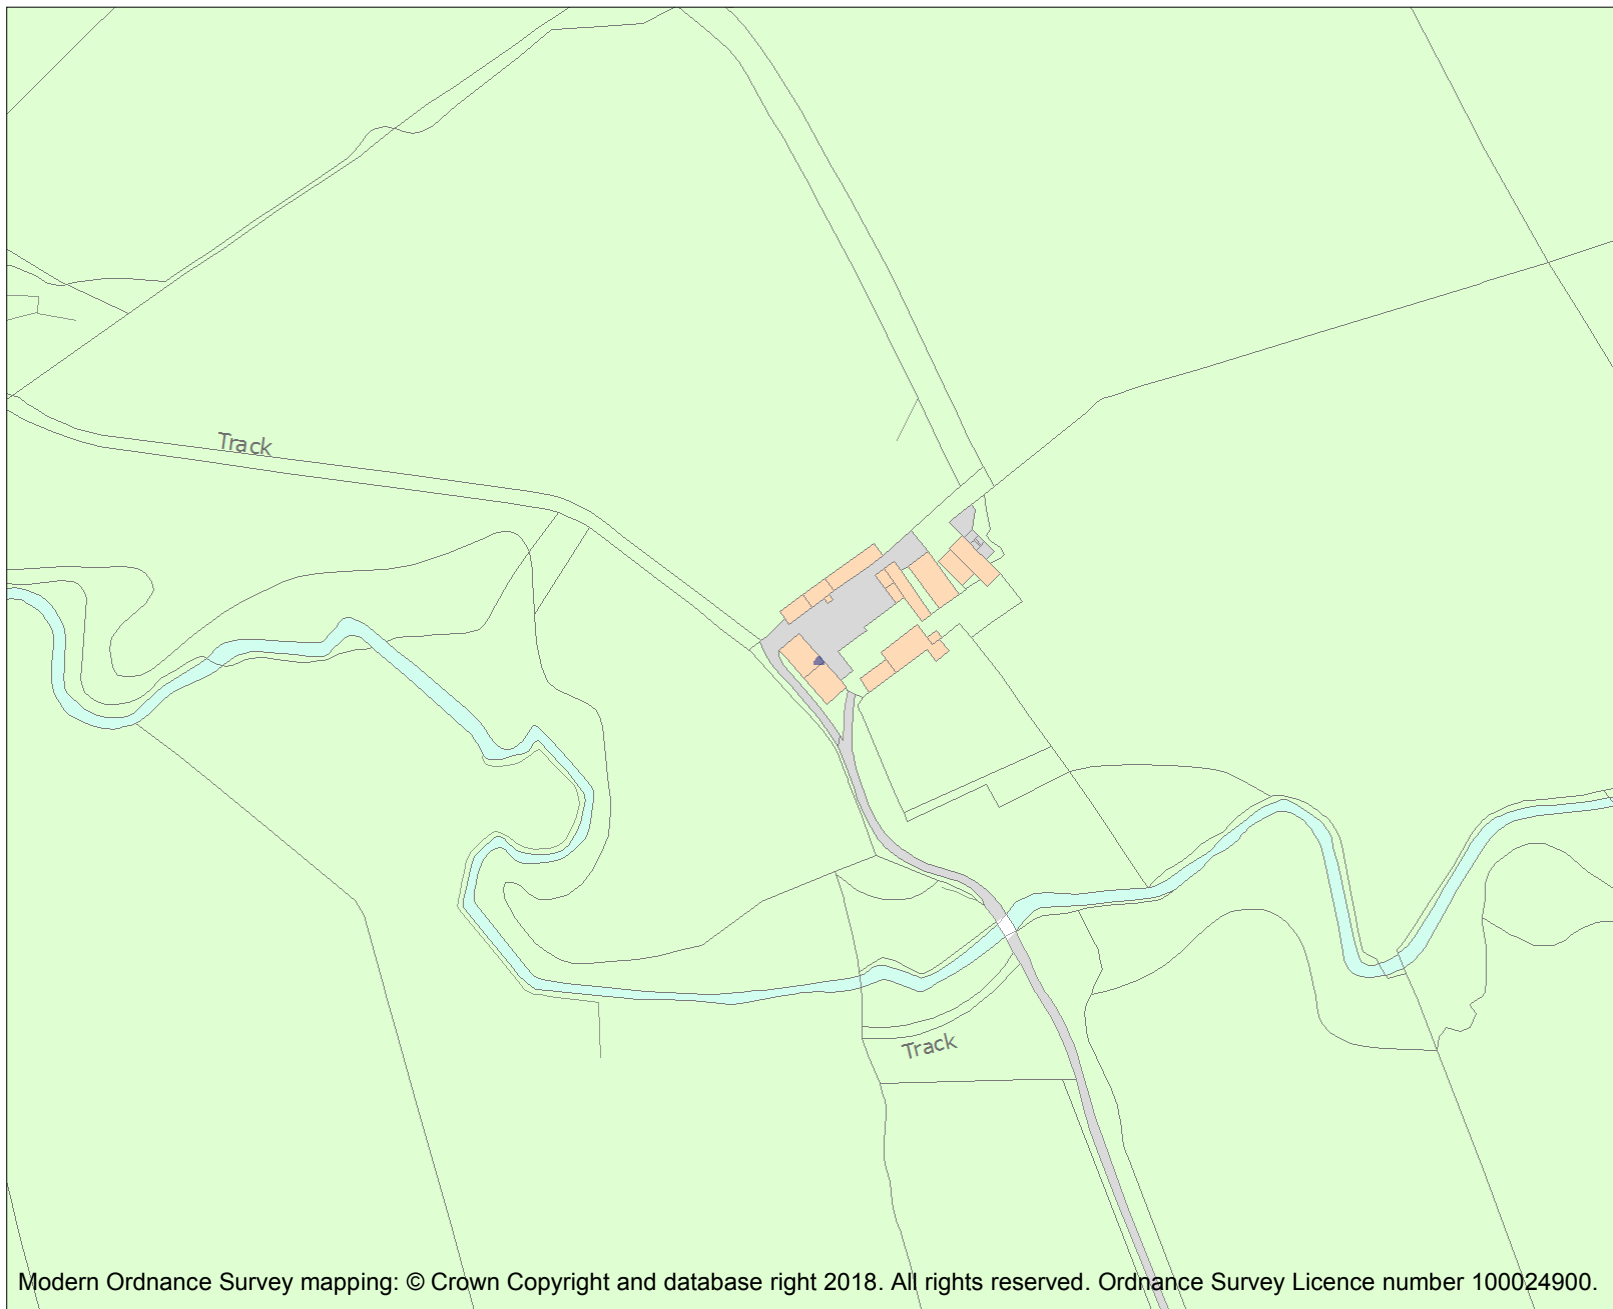 Track
Track
Modern Ordnance Survey mapping: © Crown Copyright and database right 2018. All rights reserved. Ordnance Survey Licence number 100024900.